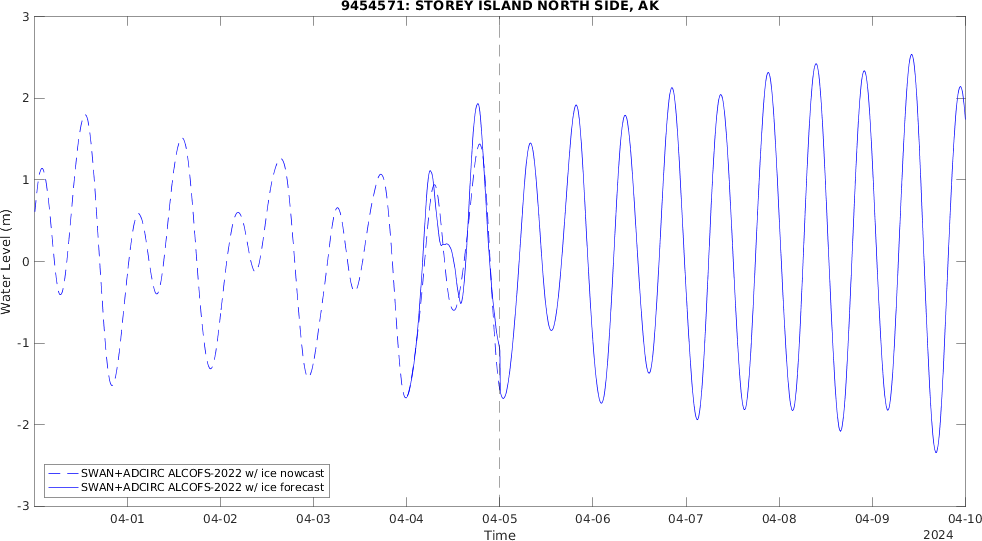 9454571: STOREY ISLAND NORTH SIDE, AK
3
2
1
0
-1
-2
-3
Water Level (m)
SWAN+ADCIRC ALCOFS-2022 w/ ice nowcast
SWAN+ADCIRC ALCOFS-2022 w/ ice forecast
04-01 04-02 04-03 04-04 04-05 04-06 04-07 04-08 04-09 04-10
Time
2024